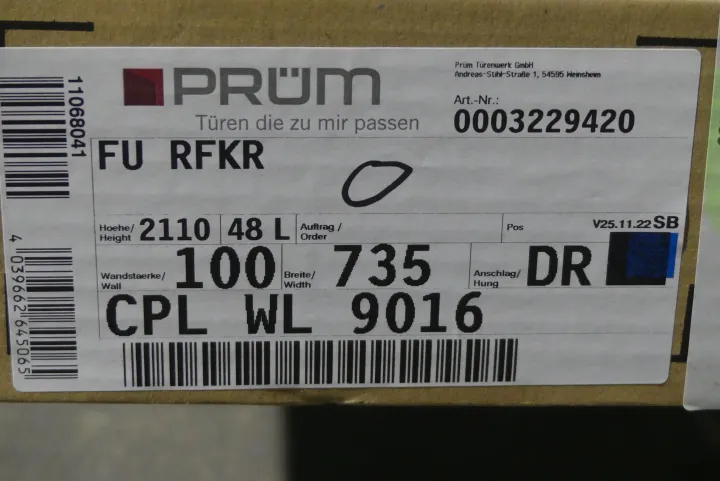 PRÜM
Türen die zu mir passen
Prüm Türenwerk GmbH
Andreas-Stihl-Straße 1, 54595 Weinsheim
Art.-Nr.:
0003229420
11068041
FU RFKR
Hoehe/
Height
2110
48 L
Auftrag /
Order
Pos
V25.11.22 SB
Wandstaerke/
Wall
100
Breite/
Width
735
Anschlag/
Hung
DR
CPL WL 9016
4 039662 645065